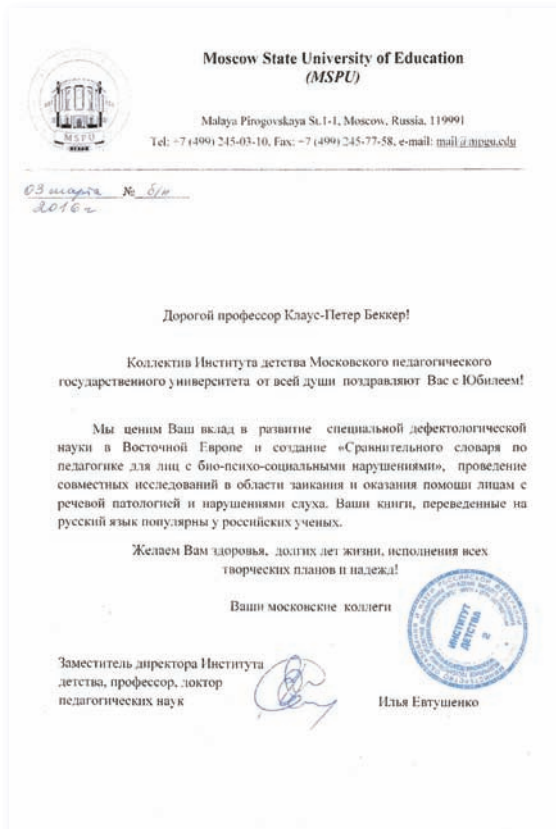 Moscow State University of Education
(MSPU)
Malaya Pirogovskaya St.1-1, Moscow, Russia, 119991
Tel: +7 (499) 245-03-10, Fax: +7 (499) 245-77-58, e-mail: mail@mpgu.edu
MSPU
03 марта № б/н
2016 г
Дорогой профессор Клаус-Петер Беккер!
Коллектив Института детства Московского педагогического
государственного университета от всей души поздравляют Вас с Юбилеем!
Мы ценим Ваш вклад в развитие специальной дефектологической
науки в Восточной Европе и создание «Сравнительного словаря по
педагогике для лиц с био-психо-социальными нарушениями», проведение
совместных исследований в области заикания и оказания помощи лицам с
речевой патологией и нарушениями слуха. Ваши книги, переведенные на
русский язык популярны у российских ученых.
Желаем Вам здоровья, долгих лет жизни, исполнения всех
творческих планов и надежд!
Ваши московские коллеги
ИНСТИТУТ
ДЕТСТВА
2
Заместитель директора Института
детства, профессор, доктор
педагогических наук
Илья Евтушенко